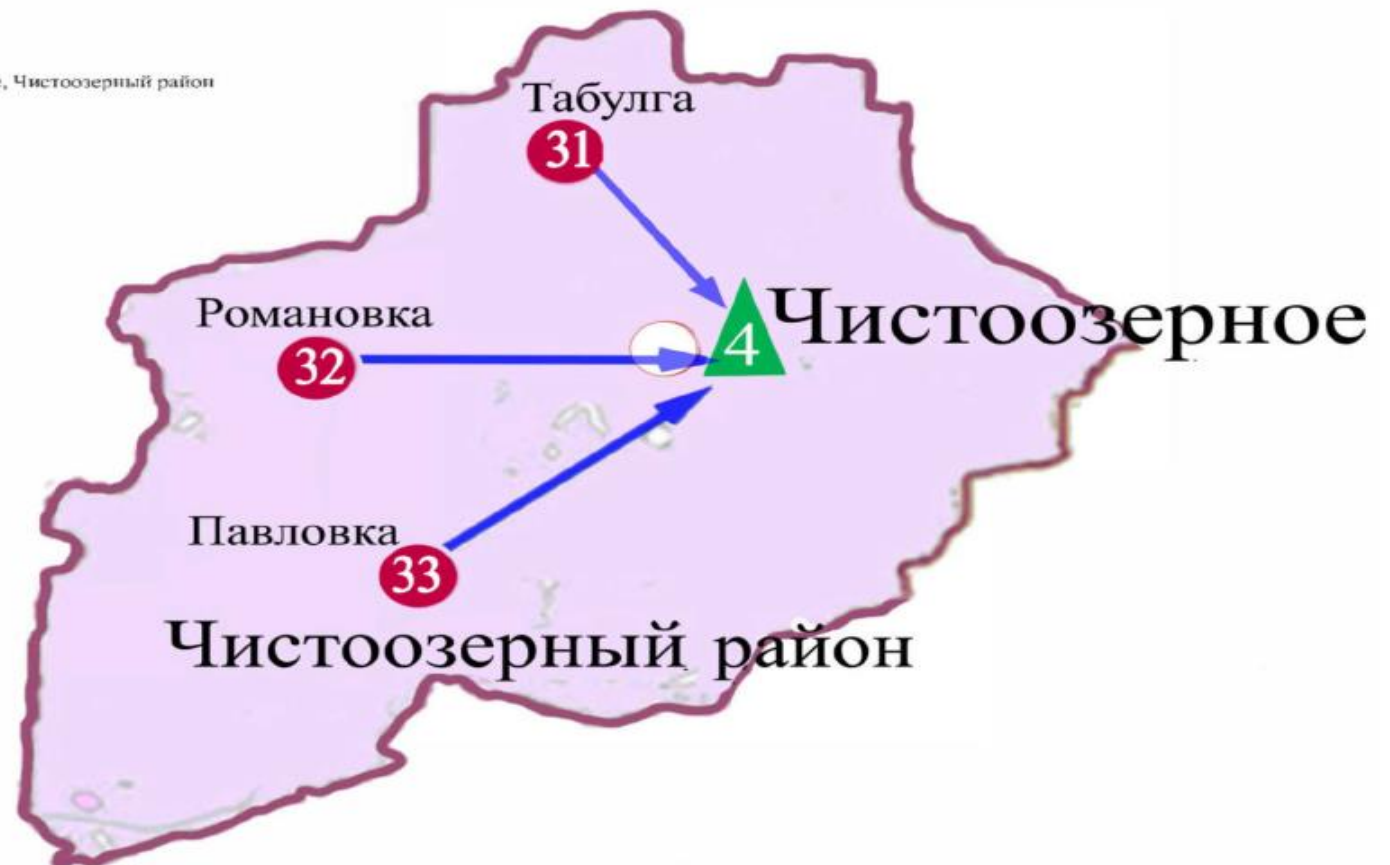 , Чистоозерный район
Табулга
31
Чистоозерное
4
Романовка
32
Павловка
33
Чистоозерный район